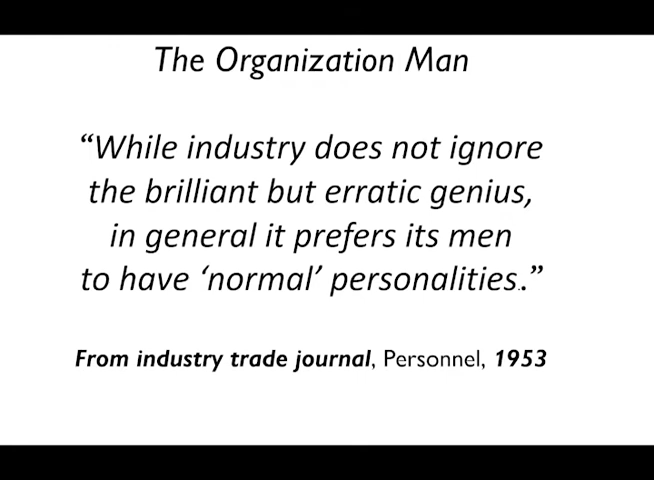 The Organization Man
“While industry does not ignore
the brilliant but erratic genius,
in general it prefers its men
to have ‘normal’ personalities..”
From industry trade journal, Personnel, 1953